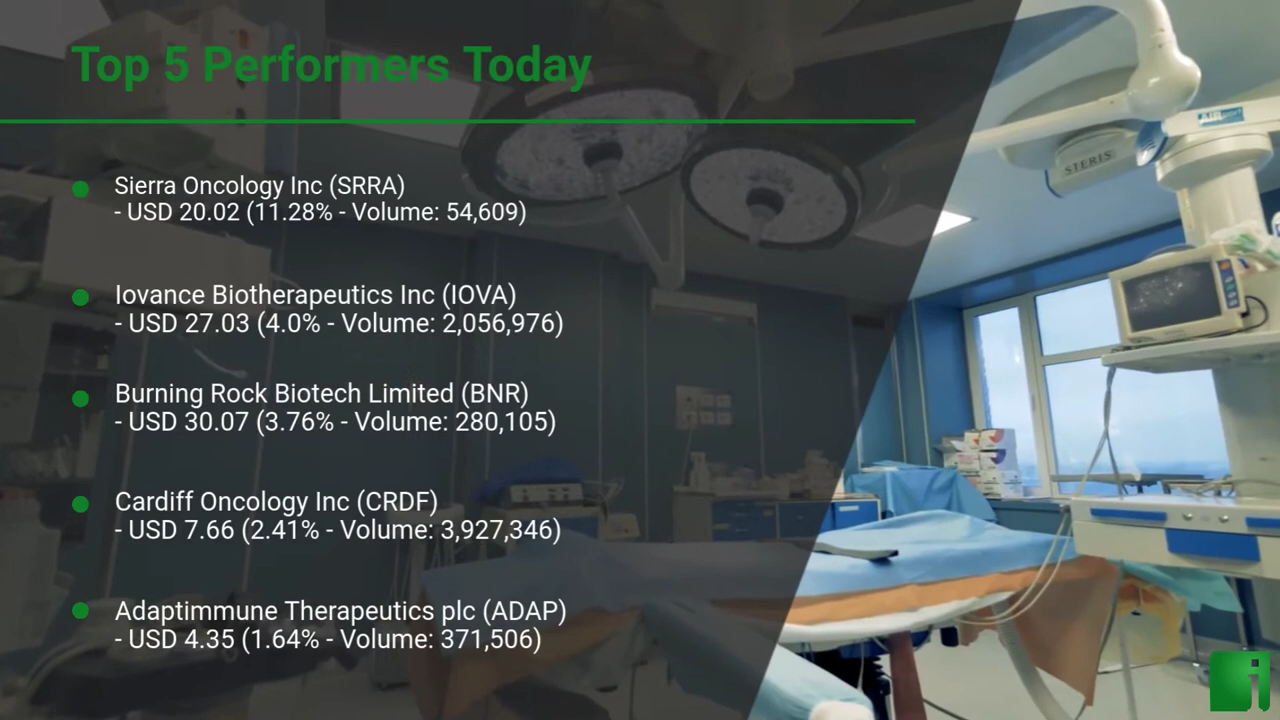 Top 5 Performers Today
Sierra Oncology Inc (SRRA)
- USD 20.02 (11.28% - Volume: 54,609)
Iovance Biotherapeutics Inc (IOVA)
- USD 27.03 (4.0% - Volume: 2,056,976)
Burning Rock Biotech Limited (BNR)
- USD 30.07 (3.76% - Volume: 280,105)
Cardiff Oncology Inc (CRDF)
- USD 7.66 (2.41% - Volume: 3,927,346)
Adaptimmune Therapeutics plc (ADAP)
- USD 4.35 (1.64% - Volume: 371,506)
STERIS
i